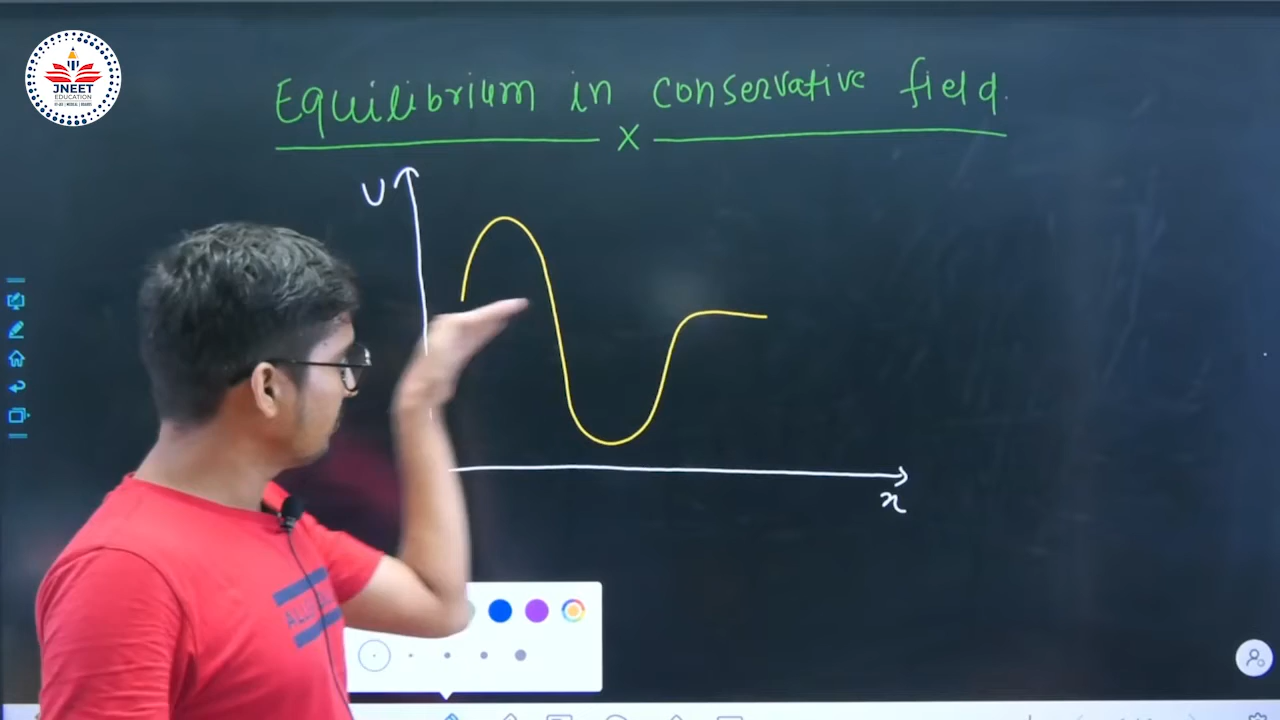 JNEET
EDUCATION
Equilibrium in conservative field.
x
U
x